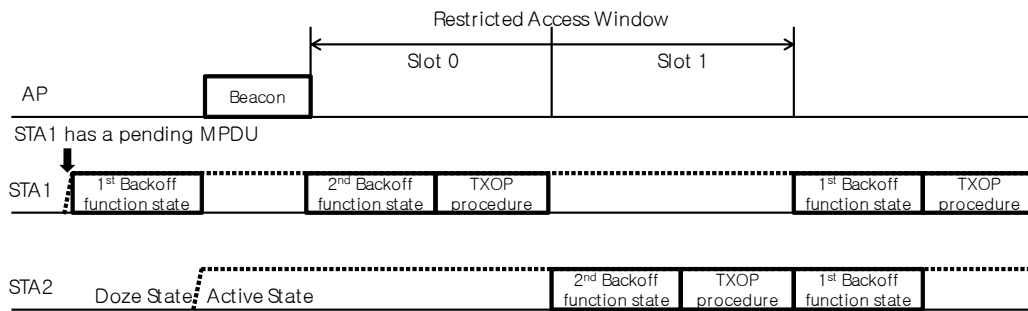 Restricted Access Window
Slot 0
Slot 1
AP
Beacon
STA1 has a pending MPDU
STA1
1st Backoff
function state
2nd Backoff
function state
TXOP
procedure
1st Backoff
function state
TXOP
procedure
STA2
Doze State
Active State
2nd Backoff
function state
TXOP
procedure
1st Backoff
function state